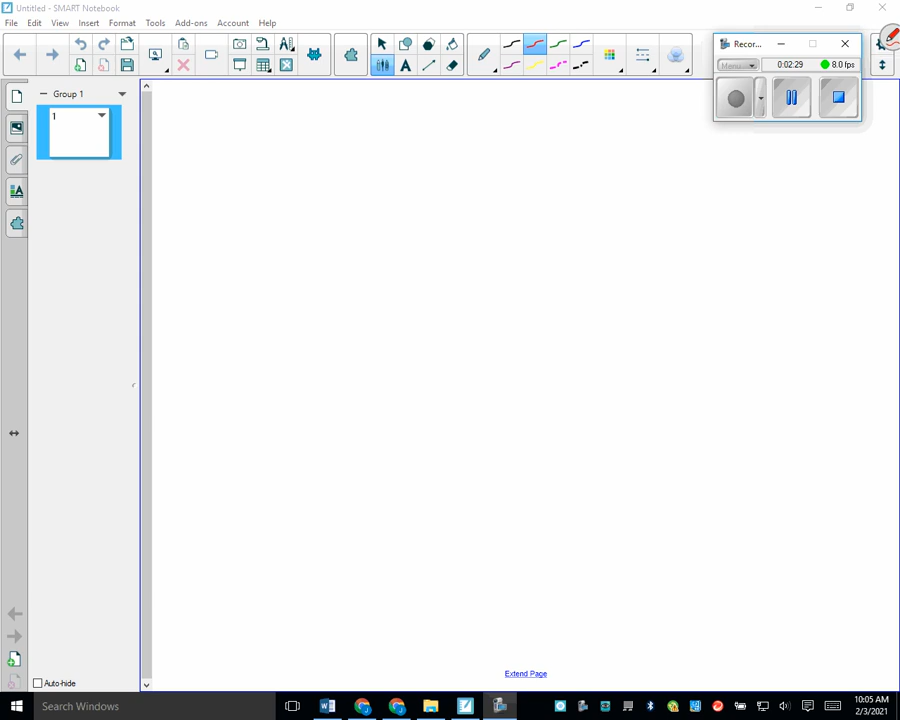 Untitled - SMART Notebook
File Edit View Insert Format Tools Add-ons Account Help
Recor...
Menu 0:02:29 8.0 fps
Group 1
1
Extend Page
Auto-hide
Search Windows
10:05 AM
2/3/2021